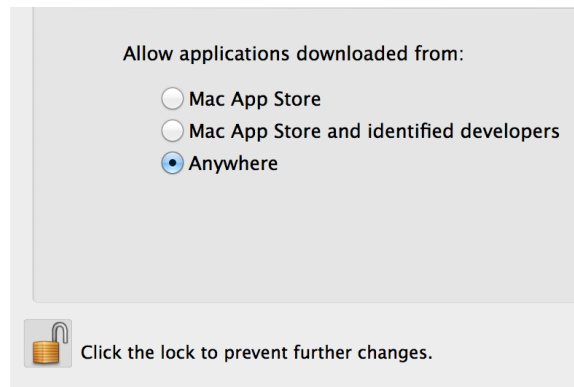 Allow applications downloaded from:
Mac App Store
Mac App Store and identified developers
Anywhere
Click the lock to prevent further changes.